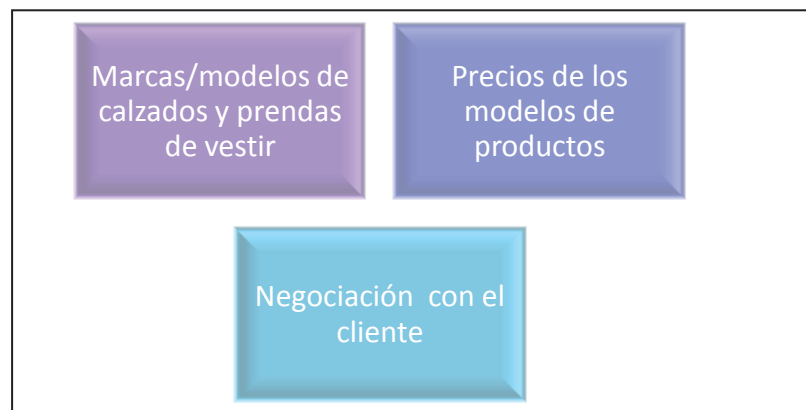 Marcas/modelos de
calzados y prendas
de vestir
Precios de los
modelos de
productos
Negociación  con el
cliente